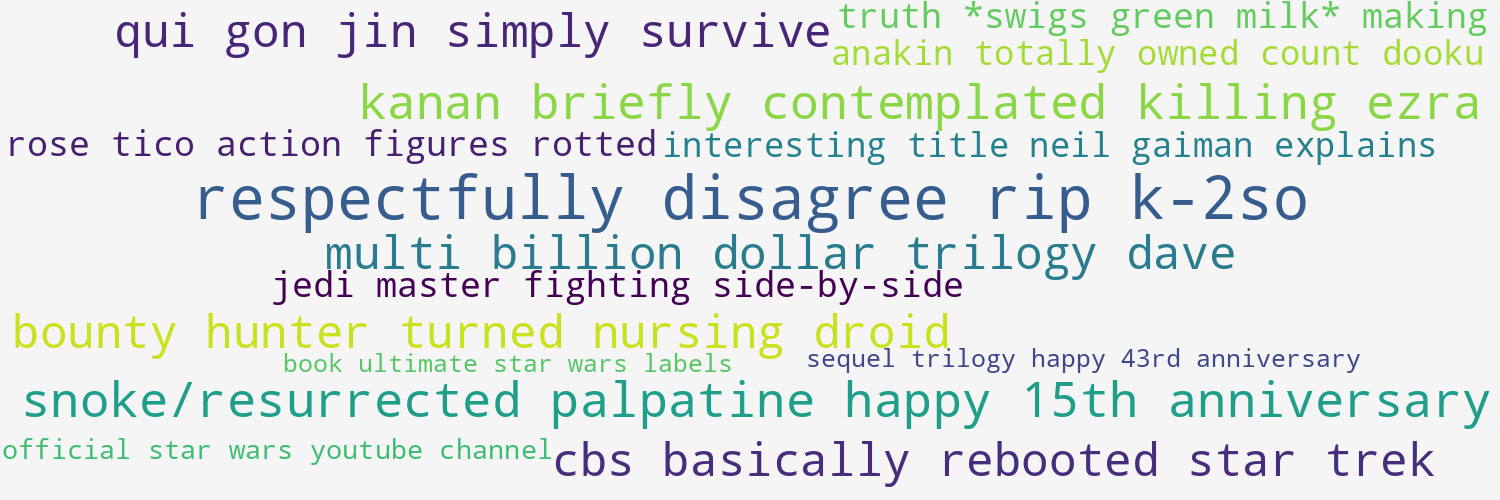 qui gon jin simply survive
truth *swigs green milk* making
anakin totally owned count dooku
kanan briefly contemplated killing ezra
rose tico action figures rotted
interesting title neil gaiman explains
respectfully disagree rip k-2so
multi billion dollar trilogy dave
jedi master fighting side-by-side
bounty hunter turned nursing droid
book ultimate star wars labels
sequel trilogy happy 43rd anniversary
snoke/resurrected palpatine happy 15th anniversary
official star wars youtube channel
cbs basically rebooted star trek